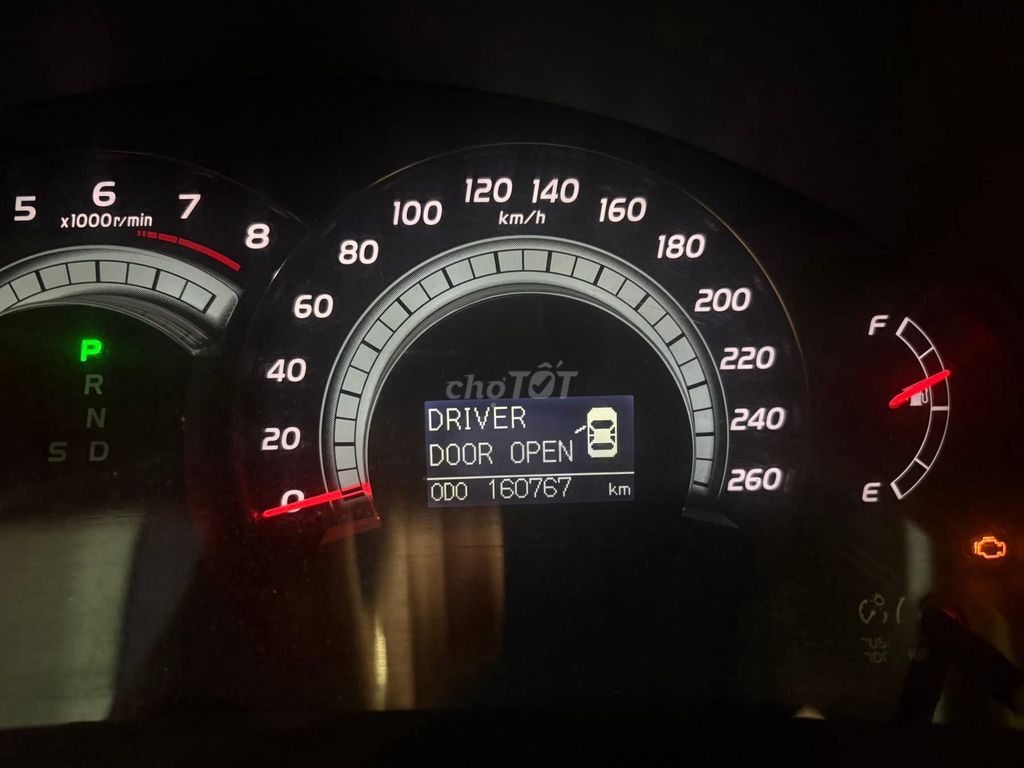 5 6 7 8
x1000r/min
P
R
N
S D
0 20 40 60 80 100 120 140 160 180 200 220 240 260
km/h
chợTỐT
DRIVER
DOOR OPEN
ODO 160767 km
F
E